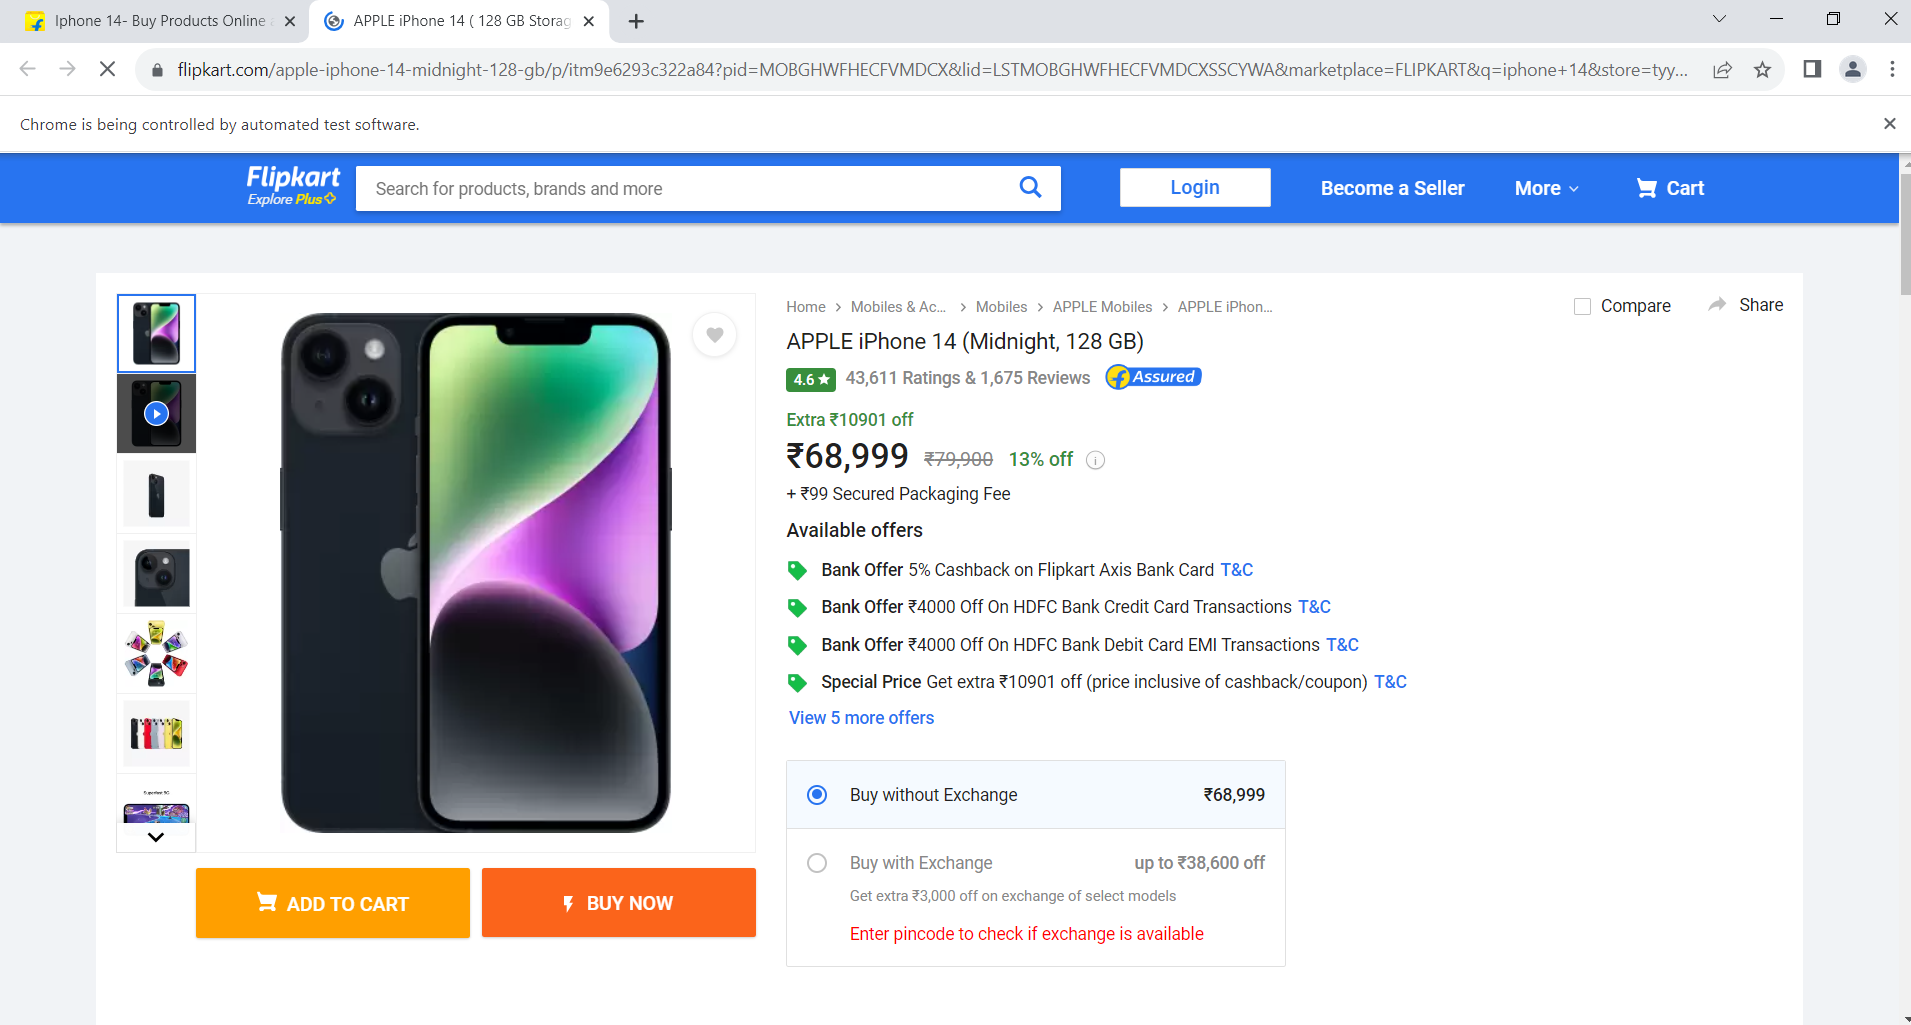 Iphone 14- Buy Products Online a
APPLE iPhone 14 ( 128 GB Storag
flipkart.com/apple-iphone-14-midnight-128-gb/p/itm9e6293c322a84?pid=MOBGHWFHECFVMDCX&lid=LSTMOBGHWFHECFVMDCXSSCYWA&marketplace=FLIPKART&q=iphone+14&store=tyy...
Chrome is being controlled by automated test software.
Flipkart
Explore Plus
Search for products, brands and more
Login
Become a Seller
More
Cart
Home > Mobiles & Ac... > Mobiles > APPLE Mobiles > APPLE iPhon...
Compare
Share
APPLE iPhone 14 (Midnight, 128 GB)
4.6 ★ 43,611 Ratings & 1,675 Reviews Assured
Extra ₹10901 off
₹68,999 ₹79,900 13% off
+ ₹99 Secured Packaging Fee
Available offers
Bank Offer 5% Cashback on Flipkart Axis Bank Card T&C
Bank Offer ₹4000 Off On HDFC Bank Credit Card Transactions T&C
Bank Offer ₹4000 Off On HDFC Bank Debit Card EMI Transactions T&C
Special Price Get extra ₹10901 off (price inclusive of cashback/coupon) T&C
View 5 more offers
Buy without Exchange ₹68,999
Buy with Exchange up to ₹38,600 off
Get extra ₹3,000 off on exchange of select models
Enter pincode to check if exchange is available
Superfast 5G
ADD TO CART
BUY NOW